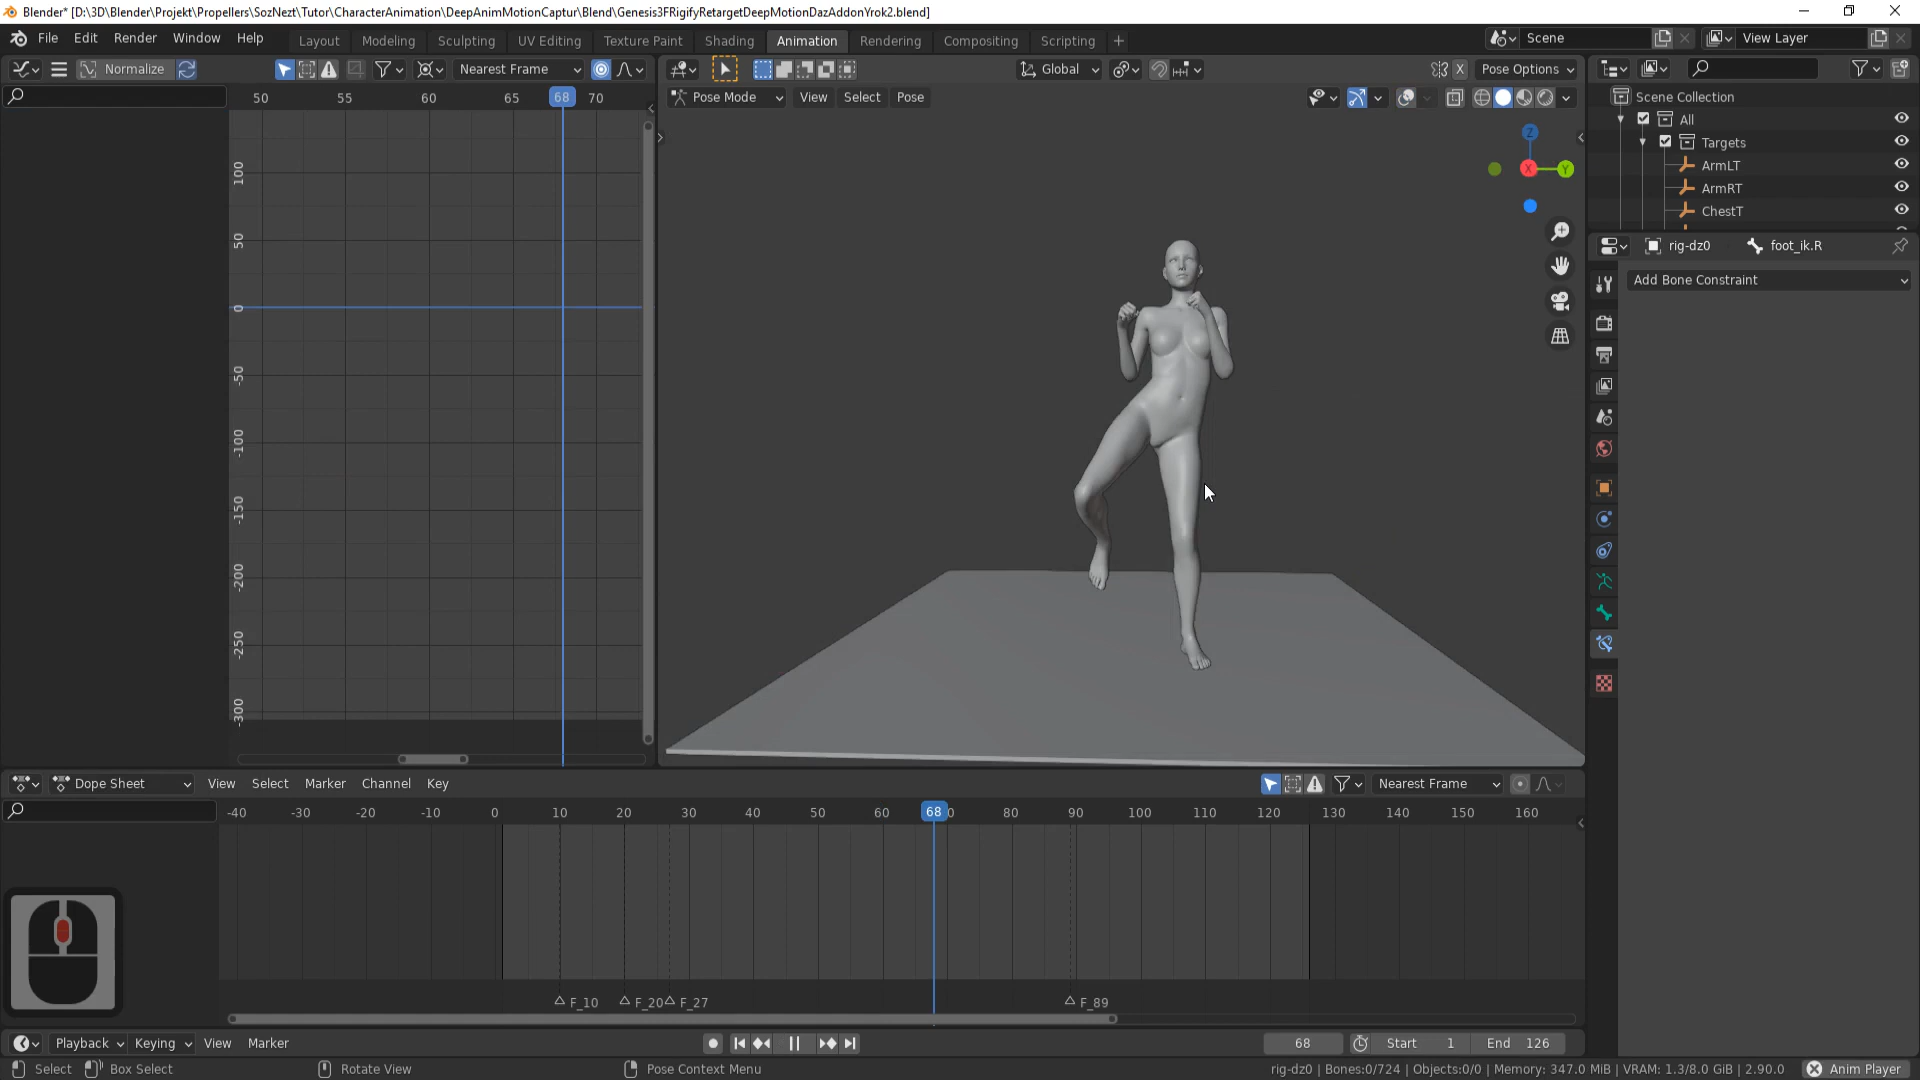 Blender* [D:\3D\Blender\Projekt\Propellers\SozNezt\Tutor\CharacterAnimation\DeepAnimMotionCaptur\Blend\Genesis3FRigifyRetargetDeepMotionDazAddonYrok2.blend]
File Edit Render Window Help Layout Modeling Sculpting UV Editing Texture Paint Shading Animation Rendering Compositing Scripting + Scene View Layer
Normalize Nearest Frame Global X Pose Options
50 55 60 65 68 70 Pose Mode View Select Pose Scene Collection
All
Z
Targets
X Y ArmLT
100
ArmRT
ChestT
50 rig-dz0 foot_ik.R
Add Bone Constraint
0
-50
-100
-150
-200
-250
-300
Dope Sheet View Select Marker Channel Key Nearest Frame
-40 -30 -20 -10 0 10 20 30 40 50 60 68 0 80 90 100 110 120 130 140 150 160
F_10 F_20 F_27 F_89
Playback Keying View Marker 68 Start 1 End 126
Select Box Select Rotate View Pose Context Menu rig-dz0 | Bones:0/724 | Objects:0/0 | Memory: 347.0 MiB | VRAM: 1.3/8.0 GiB | 2.90.0 Anim Player